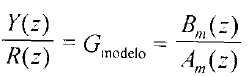 Y(z)/R(z) = G_modelo = B_m(z)/A_m(z)